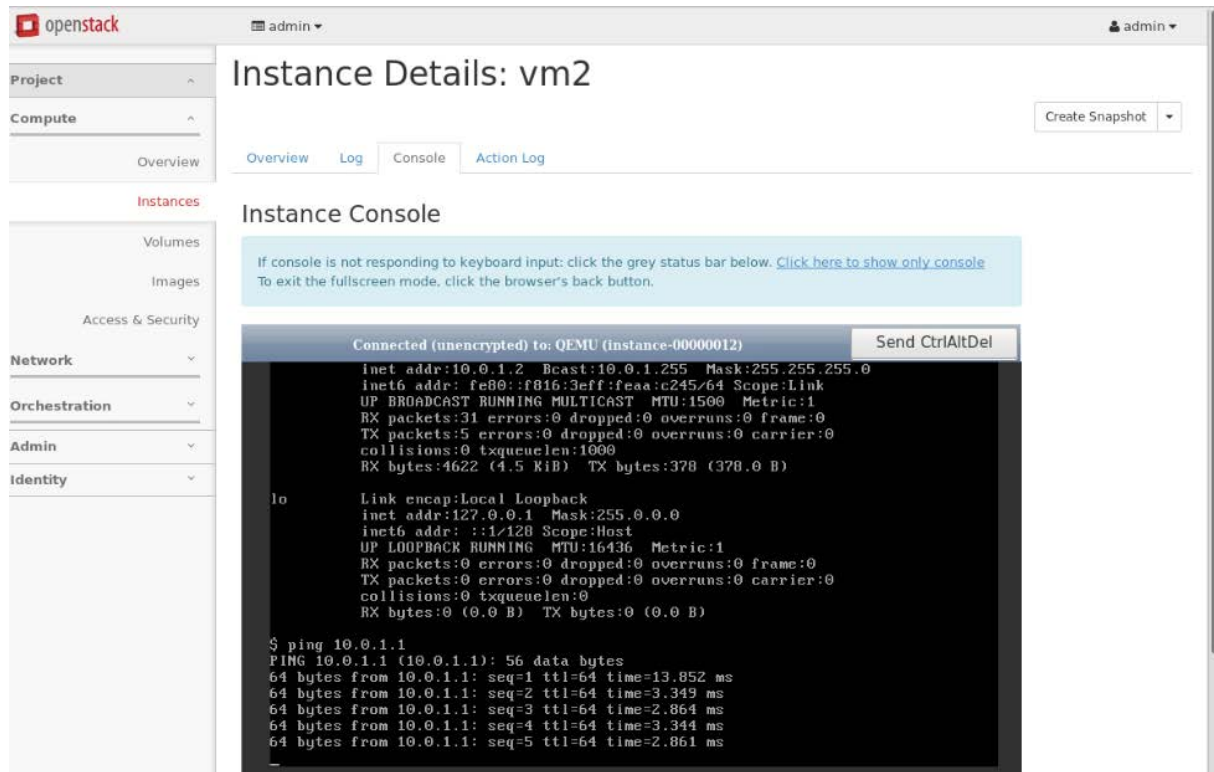 openstack
admin
admin
Project
Compute
Overview
Instances
Volumes
Images
Access & Security
Network
Orchestration
Admin
Identity
Instance Details: vm2
Create Snapshot
Overview Log Console Action Log
Instance Console
If console is not responding to keyboard input: click the grey status bar below. Click here to show only console
To exit the fullscreen mode, click the browser's back button.
Connected (unencrypted) to: QEMU (instance-00000012)
Send CtrlAltDel
inet addr:10.0.1.2 Bcast:10.0.1.255 Mask:255.255.255.0
inet6 addr: fe80::f816:3eff:feaa:c245/64 Scope:Link
UP BROADCAST RUNNING MULTICAST MTU:1500 Metric:1
RX packets:31 errors:0 dropped:0 overruns:0 frame:0
TX packets:5 errors:0 dropped:0 overruns:0 carrier:0
collisions:0 txqueuelen:1000
RX bytes:4622 (4.5 KiB) TX bytes:378 (378.0 B)
lo Link encap:Local Loopback
inet addr:127.0.0.1 Mask:255.0.0.0
inet6 addr: ::1/128 Scope:Host
UP LOOPBACK RUNNING MTU:16436 Metric:1
RX packets:0 errors:0 dropped:0 overruns:0 frame:0
TX packets:0 errors:0 dropped:0 overruns:0 carrier:0
collisions:0 txqueuelen:0
RX bytes:0 (0.0 B) TX bytes:0 (0.0 B)
$ ping 10.0.1.1
PING 10.0.1.1 (10.0.1.1): 56 data bytes
64 bytes from 10.0.1.1: seq=1 ttl=64 time=13.852 ms
64 bytes from 10.0.1.1: seq=2 ttl=64 time=3.349 ms
64 bytes from 10.0.1.1: seq=3 ttl=64 time=2.864 ms
64 bytes from 10.0.1.1: seq=4 ttl=64 time=3.344 ms
64 bytes from 10.0.1.1: seq=5 ttl=64 time=2.861 ms